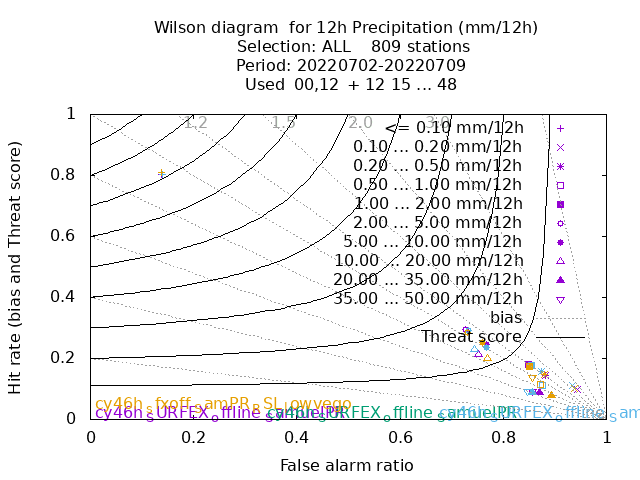 Wilson diagram for 12h Precipitation (mm/12h)
Selection: ALL 809 stations
Period: 20220702-20220709
Used 00,12 + 12 15 ... 48
1.2 1.5 2.0 3.0
<= 0.10 mm/12h
0.10 ... 0.20 mm/12h
0.20 ... 0.50 mm/12h
0.50 ... 1.00 mm/12h
1.00 ... 2.00 mm/12h
2.00 ... 5.00 mm/12h
5.00 ... 10.00 mm/12h
10.00 ... 20.00 mm/12h
20.00 ... 35.00 mm/12h
35.00 ... 50.00 mm/12h
bias
Threat score
Hit rate (bias and Threat score)
1
0.8
0.6
0.4
0.2
0
0 0.2 0.4 0.6 0.8 1
False alarm ratio